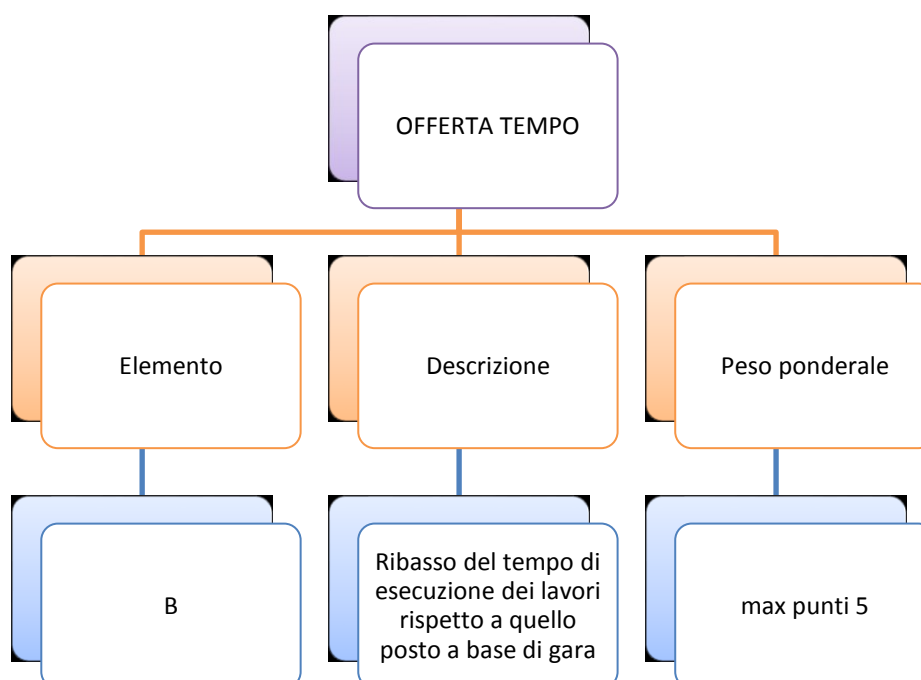 OFFERTA TEMPO
Elemento
Descrizione
Peso ponderale
B
Ribasso del tempo di
esecuzione dei lavori
rispetto a quello
posto a base di gara
max punti 5